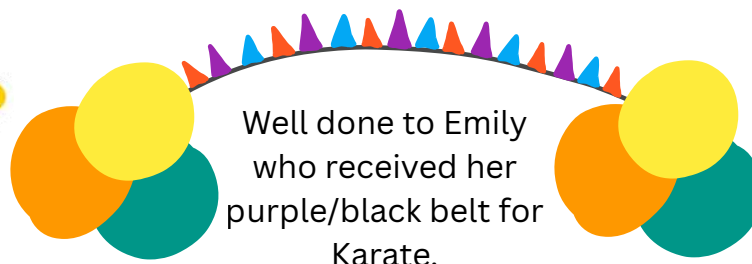 Well done to Emily
who received her
purple/black belt for
Karate.